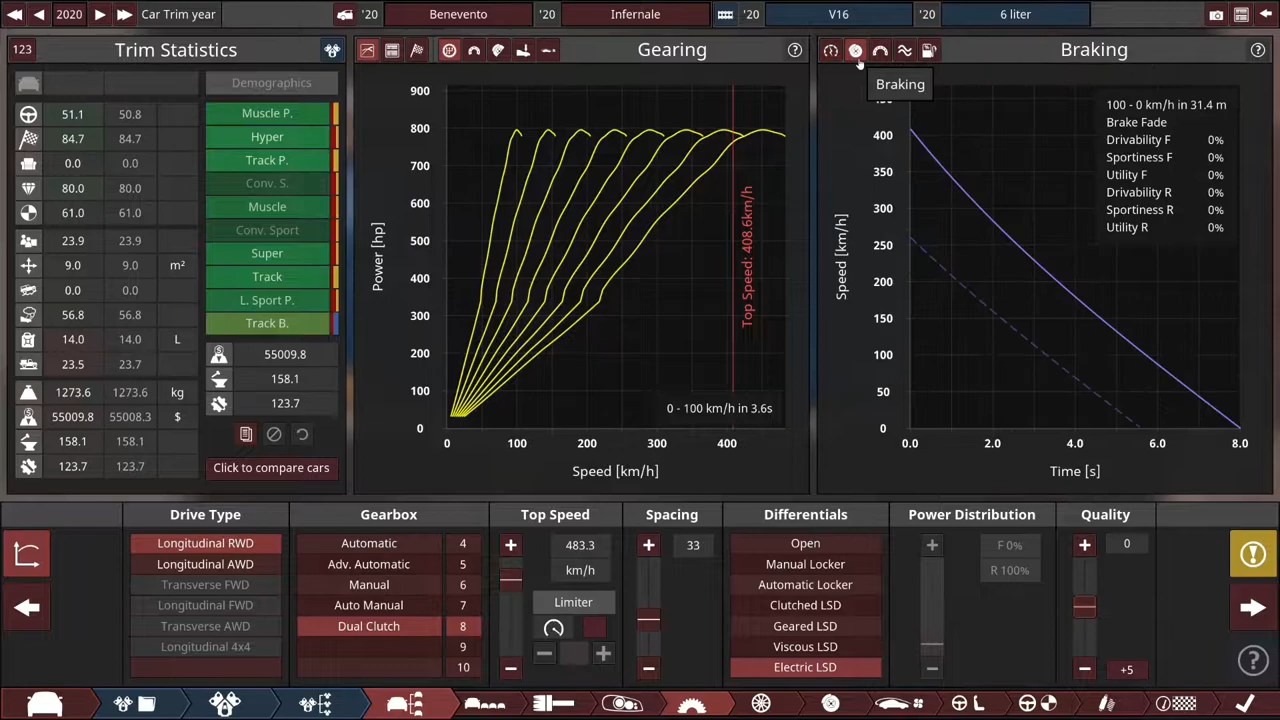 2020 Car Trim year '20 Benevento '20 Infernale '20 V16 '20 6 liter
123 Trim Statistics
Demographics
51.1 50.8 Muscle P.
84.7 84.7 Hyper
0.0 0.0 Track P.
80.0 80.0 Conv. S.
61.0 61.0 Muscle
23.9 23.9 Conv. Sport
9.0 9.0 m² Super
0.0 0.0 Track
56.8 56.8 L. Sport P.
14.0 14.0 L Track B.
23.5 23.7
1273.6 1273.6 kg
55009.8 55008.3 $
158.1 158.1
123.7 123.7
55009.8
158.1
123.7
Click to compare cars
Gearing
900
800
700
600
500
400
300
200
100
0
Power [hp]
0 100 200 300 400
Speed [km/h]
Top Speed: 408.6km/h
0 - 100 km/h in 3.6s
Braking
Braking
400
350
300
250
200
150
100
50
0
Speed [km/h]
0.0 2.0 4.0 6.0 8.0
Time [s]
100 - 0 km/h in 31.4 m
Brake Fade
Drivability F 0%
Sportiness F 0%
Utility F 0%
Drivability R 0%
Sportiness R 0%
Utility R 0%
Drive Type
Longitudinal RWD
Longitudinal AWD
Transverse FWD
Longitudinal FWD
Transverse AWD
Longitudinal 4x4
Gearbox
Automatic 4
Adv. Automatic 5
Manual 6
Auto Manual 7
Dual Clutch 8
9
10
Top Speed
+ 483.3
km/h
Limiter
Spacing
+ 33
Differentials
Open
Manual Locker
Automatic Locker
Clutched LSD
Geared LSD
Viscous LSD
Electric LSD
Power Distribution
F 0%
R 100%
Quality
+ 0
+5